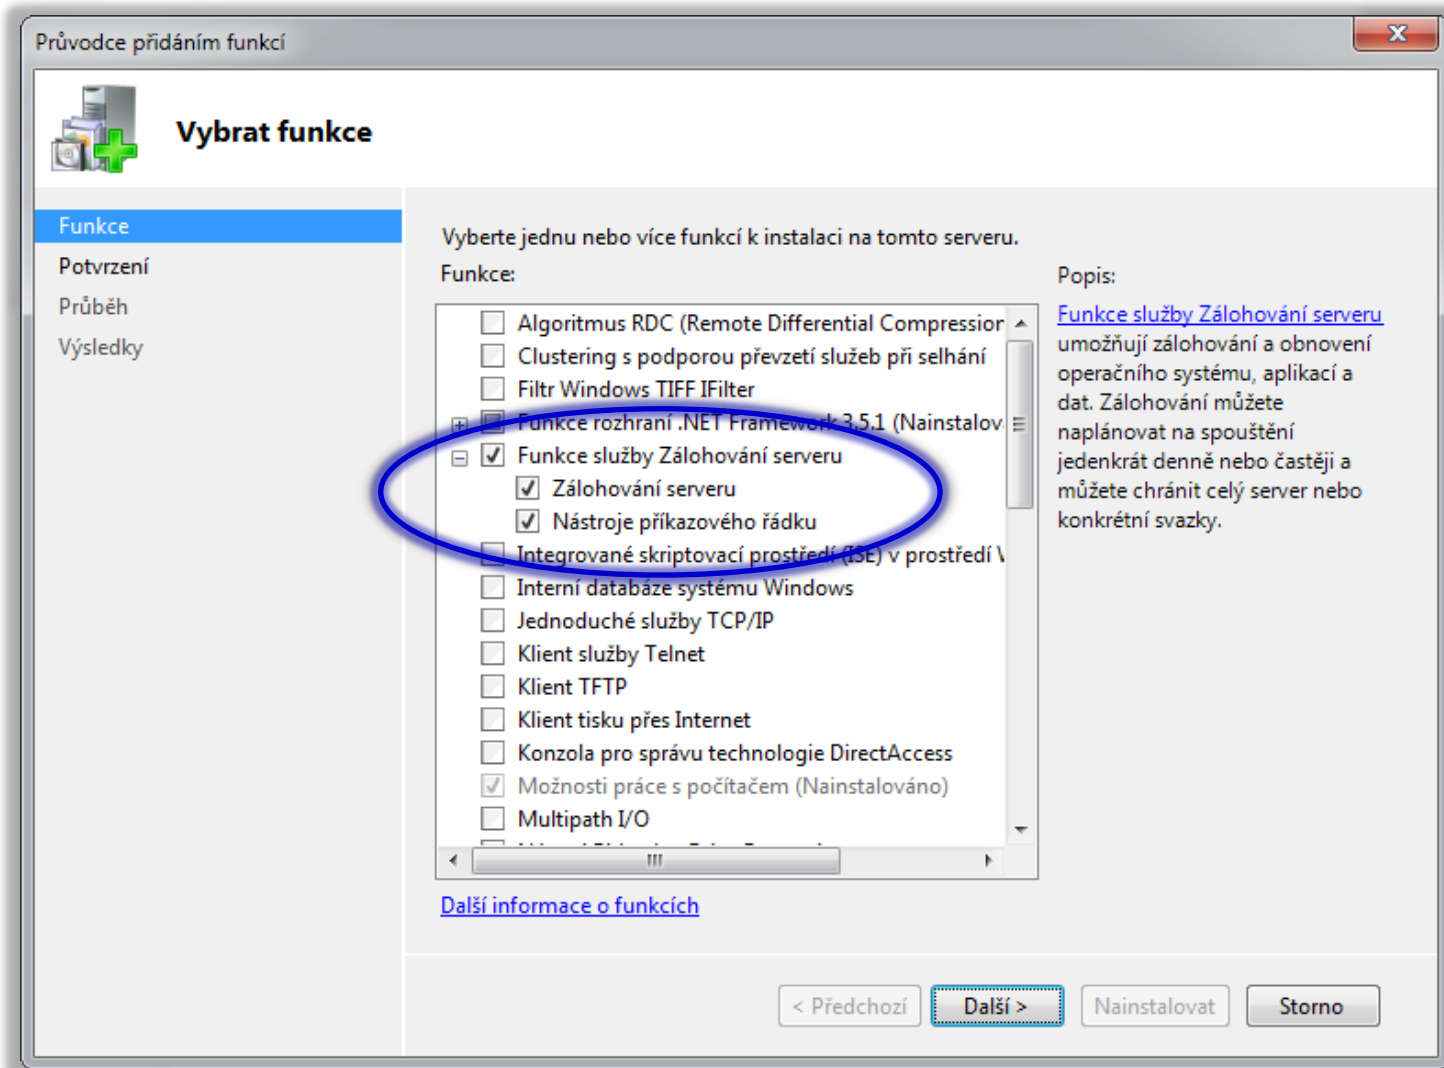 Průvodce přidáním funkcí
Vybrat funkce
Funkce
Potvrzení
Průběh
Výsledky
Vyberte jednu nebo více funkcí k instalaci na tomto serveru.
Funkce:
Algoritmus RDC (Remote Differential Compression
Clustering s podporou převzetí služeb při selhání
Filtr Windows TIFF IFilter
Funkce rozhraní .NET Framework 3.5.1 (Nainstalov
Funkce služby Zálohování serveru
Zálohování serveru
Nástroje příkazového řádku
Integrované skriptovací prostředí (ISE) v prostředí
Interní databáze systému Windows
Jednoduché služby TCP/IP
Klient služby Telnet
Klient TFTP
Klient tisku přes Internet
Konzola pro správu technologie DirectAccess
Možnosti práce s počítačem (Nainstalováno)
Multipath I/O
Další informace o funkcích
Popis:
Funkce služby Zálohování serveru
umožňují zálohování a obnovení
operačního systému, aplikací a
dat. Zálohování můžete
naplánovat na spouštění
jedenkrát denně nebo častěji a
můžete chránit celý server nebo
konkrétní svazky.
< Předchozí
Další >
Nainstalovat
Storno